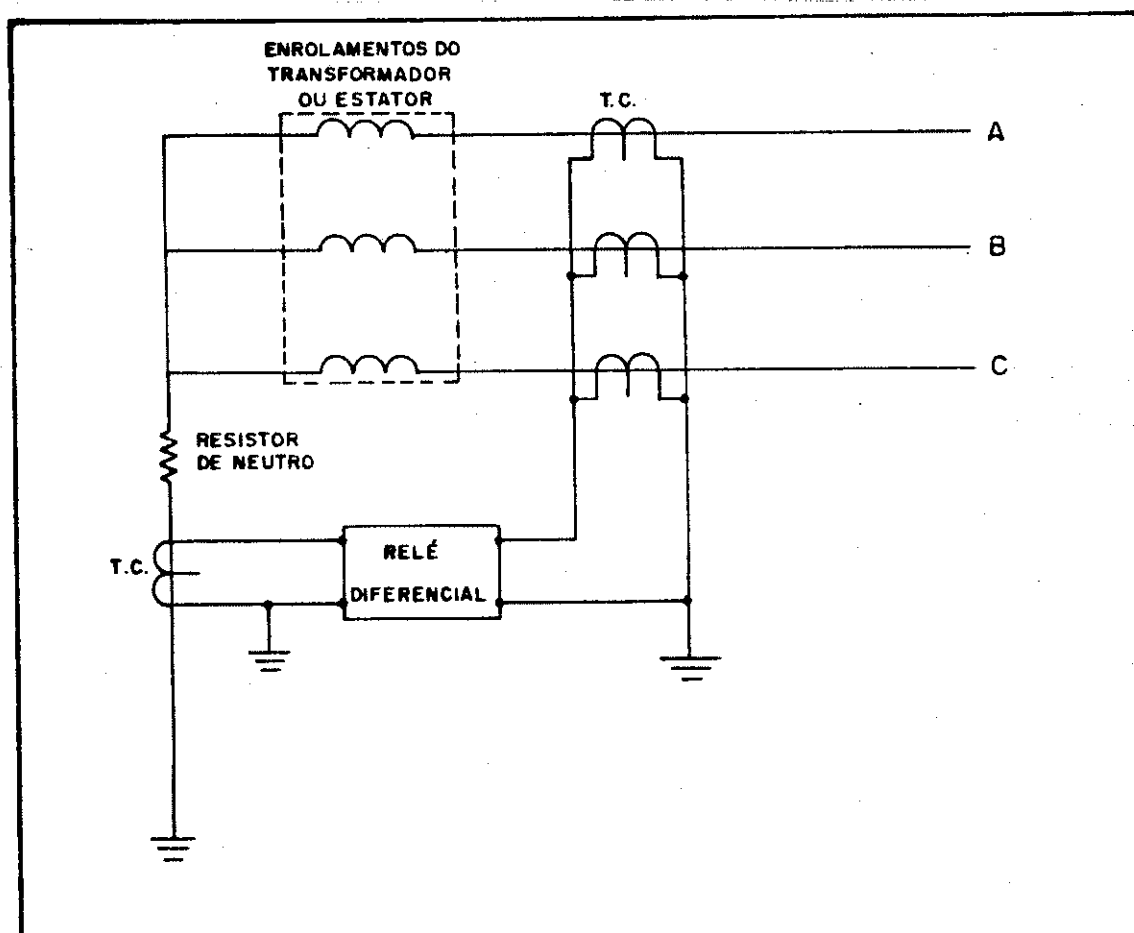 ENROLAMENTOS DO
TRANSFORMADOR
OU ESTATOR
T.C.
A
B
C
RESISTOR
DE NEUTRO
T.C.
RELÉ
DIFERENCIAL